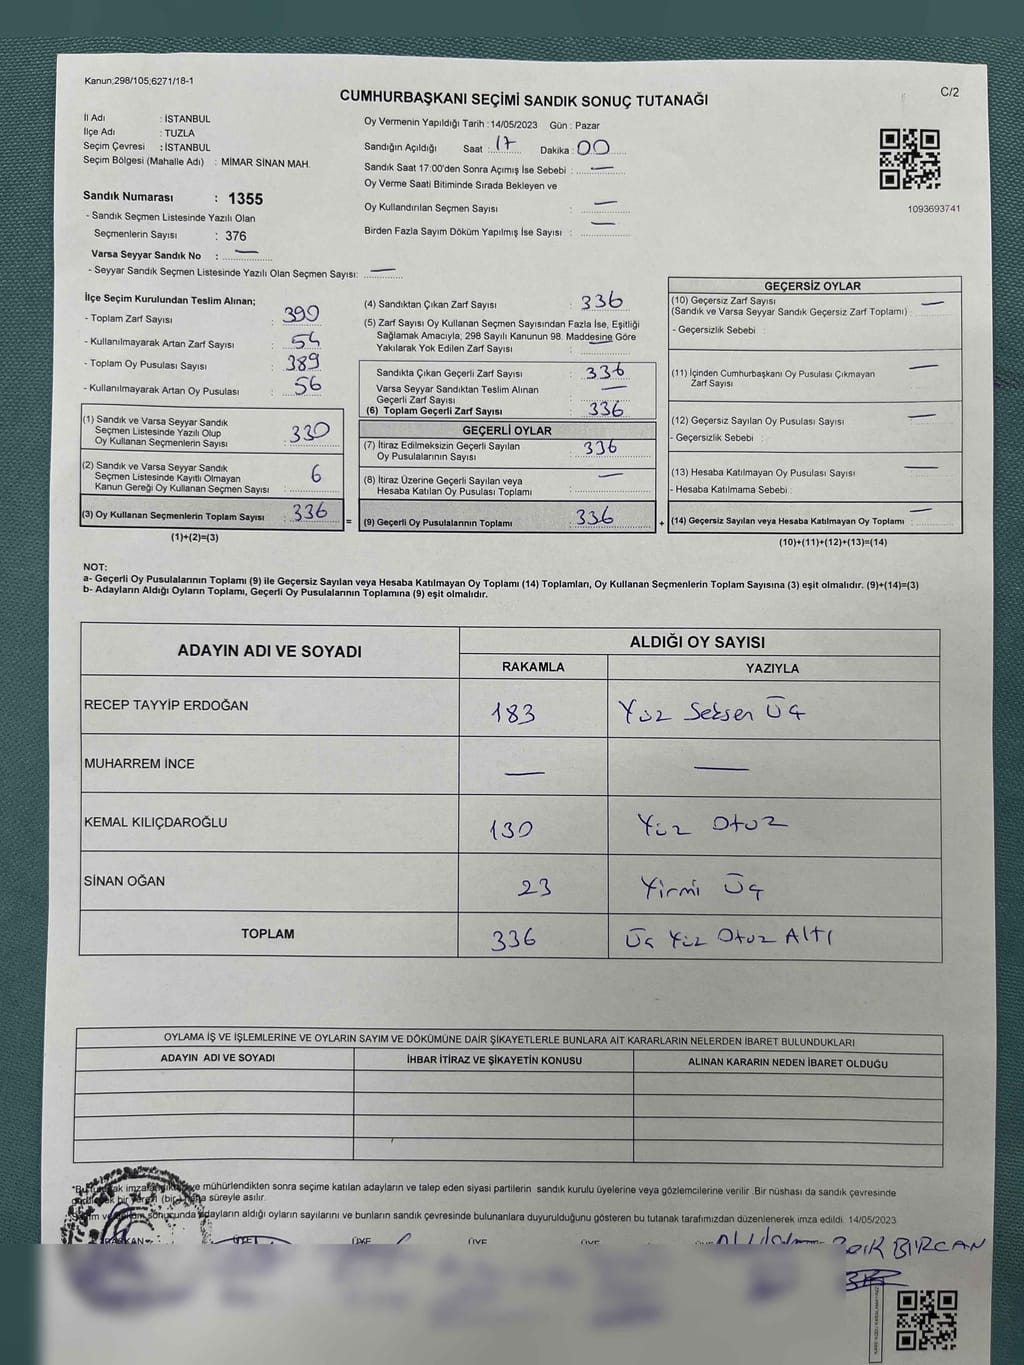 Kanun;298/105;6271/18-1
C/2
CUMHURBAŞKANI SEÇİMİ SANDIK SONUÇ TUTANAĞI
İl Adı : İSTANBUL
İlçe Adı : TUZLA
Seçim Çevresi : İSTANBUL
Seçim Bölgesi (Mahalle Adı) : MİMAR SİNAN MAH.
Sandık Numarası : 1355
- Sandık Seçmen Listesinde Yazılı Olan
Seçmenlerin Sayısı : 376
Varsa Seyyar Sandık No : —
- Seyyar Sandık Seçmen Listesinde Yazılı Olan Seçmen Sayısı: —
Oy Vermenin Yapıldığı Tarih : 14/05/2023 Gün : Pazar
Sandığın Açıldığı Saat : 17 Dakika : 00
Sandık Saat 17:00'den Sonra Açımış İse Sebebi : —
Oy Verme Saati Bitiminde Sırada Bekleyen ve
Oy Kullandırılan Seçmen Sayısı : —
Birden Fazla Sayım Döküm Yapılmış İse Sayısı : —
1093693741
İlçe Seçim Kurulundan Teslim Alınan;
- Toplam Zarf Sayısı : 390
- Kullanılmayarak Artan Zarf Sayısı : 54
- Toplam Oy Pusulası Sayısı : 389
- Kullanılmayarak Artan Oy Pusulası : 56
(1) Sandık ve Varsa Seyyar Sandık
Seçmen Listesinde Yazılı Olup
Oy Kullanan Seçmenlerin Sayısı : 330
(2) Sandık ve Varsa Seyyar Sandık
Seçmen Listesinde Kayıtlı Olmayan
Kanun Gereği Oy Kullanan Seçmen Sayısı : 6
(3) Oy Kullanan Seçmenlerin Toplam Sayısı : 336
(1)+(2)=(3)
=
(4) Sandıktan Çıkan Zarf Sayısı : 336
(5) Zarf Sayısı Oy Kullanan Seçmen Sayısından Fazla İse, Eşitliği
Sağlamak Amacıyla, 298 Sayılı Kanunun 98. Maddesine Göre
Yakılarak Yok Edilen Zarf Sayısı :
Sandıkta Çıkan Geçerli Zarf Sayısı : 336
Varsa Seyyar Sandıktan Teslim Alınan
Geçerli Zarf Sayısı : —
(6) Toplam Geçerli Zarf Sayısı : 336
GEÇERLİ OYLAR
(7) İtiraz Edilmeksizin Geçerli Sayılan
Oy Pusulalarının Sayısı : 336
(8) İtiraz Üzerine Geçerli Sayılan veya
Hesaba Katılan Oy Pusulası Toplamı : —
(9) Geçerli Oy Pusulalarının Toplamı : 336
+
GEÇERSİZ OYLAR
(10) Geçersiz Zarf Sayısı
(Sandık ve Varsa Seyyar Sandık Geçersiz Zarf Toplamı) : —
- Geçersizlik Sebebi :
(11) İçinden Cumhurbaşkanı Oy Pusulası Çıkmayan
Zarf Sayısı : —
(12) Geçersiz Sayılan Oy Pusulası Sayısı : —
- Geçersizlik Sebebi :
(13) Hesaba Katılmayan Oy Pusulası Sayısı : —
- Hesaba Katılmama Sebebi :
(14) Geçersiz Sayılan veya Hesaba Katılmayan Oy Toplamı : —
(10)+(11)+(12)+(13)=(14)
NOT:
a- Geçerli Oy Pusulalarının Toplamı (9) ile Geçersiz Sayılan veya Hesaba Katılmayan Oy Toplamı (14) Toplamları, Oy Kullanan Seçmenlerin Toplam Sayısına (3) eşit olmalıdır. (9)+(14)=(3)
b- Adayların Aldığı Oyların Toplamı, Geçerli Oy Pusulalarının Toplamına (9) eşit olmalıdır.
ADAYIN ADI VE SOYADI ALDIĞI OY SAYISI
RAKAMLA YAZIYLA
RECEP TAYYİP ERDOĞAN 183 Yüz Seksen Üç
MUHARREM İNCE — —
KEMAL KILIÇDAROĞLU 130 Yüz Otuz
SİNAN OĞAN 23 Yirmi Üç
TOPLAM 336 Üç Yüz Otuz Altı
OYLAMA İŞ VE İŞLEMLERİNE VE OYLARIN SAYIM VE DÖKÜMÜNE DAİR ŞİKAYETLERLE BUNLARA AİT KARARLARIN NELERDEN İBARET BULUNDUKLARI
ADAYIN ADI VE SOYADI İHBAR İTİRAZ VE ŞİKAYETİN KONUSU ALINAN KARARIN NEDEN İBARET OLDUĞU
mühürlendikten sonra seçime katılan adayların ve talep eden siyasi partilerin sandık kurulu üyelerine veya gözlemcilerine verilir .Bir nüshası da sandık çevresinde
bir süreyle asılır.
sonucunda adayların aldığı oyların sayılarını ve bunların sandık çevresinde bulunanlara duyurulduğunu gösteren bu tutanak tarafımızdan düzenlenerek imza edildi. 14/05/2023
ÜYE ÜYE ÜYE ÜYE
BİRCAN